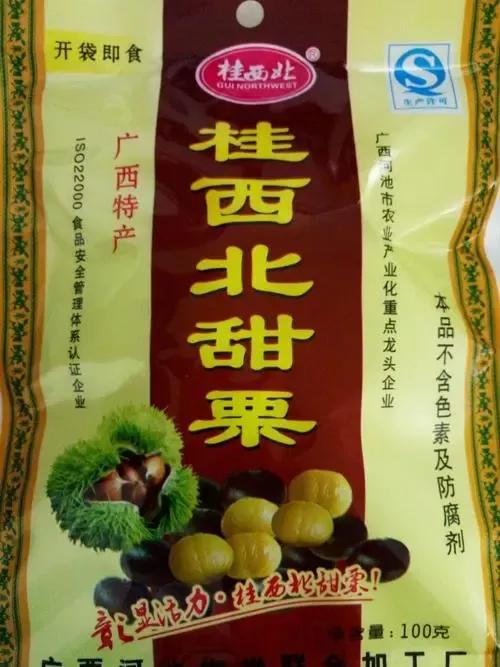 开袋即食
桂西北®
GUI NORTHWEST
生产许可
桂西北甜栗
广西特产
ISO22000 食品安全管理体系认证企业
广西河池市农业产业化重点龙头企业
本品不含色素及防腐剂
彰显活力·桂西北甜栗!
净含量:100克